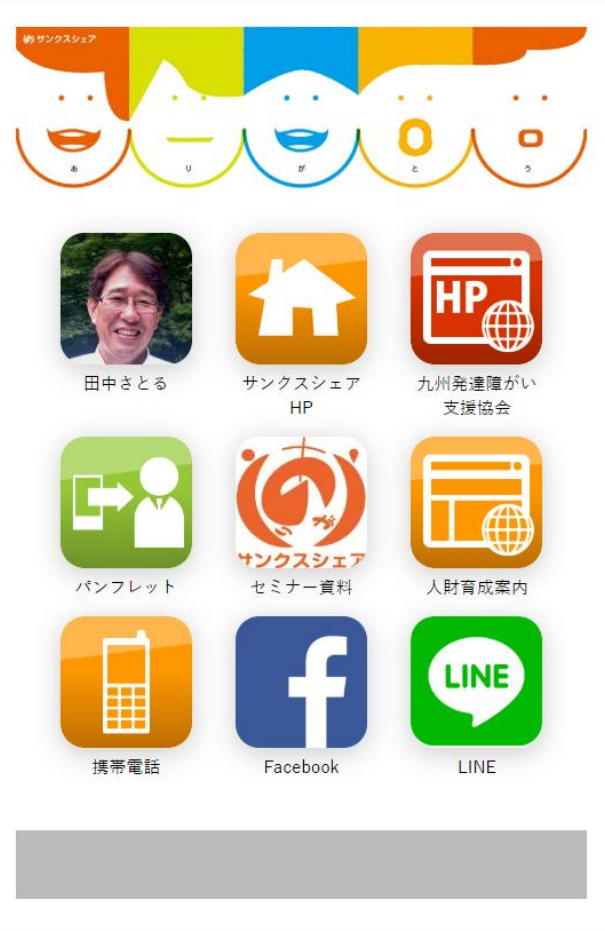 サンクスシェア
あ り が と う
田中さとる
サンクスシェア
HP
HP
九州発達障がい
支援協会
パンフレット
サンクスシェア
セミナー資料
人財育成案内
携帯電話
f
Facebook
LINE
LINE